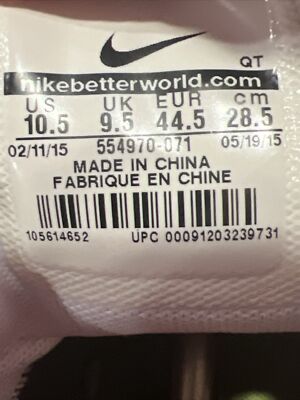 QT
nikebetterworld.com
US UK EUR cm
10.5 9.5 44.5 28.5
02/11/15 554970-071 05/19/15
MADE IN CHINA
FABRIQUE EN CHINE
105614652 UPC 00091203239731